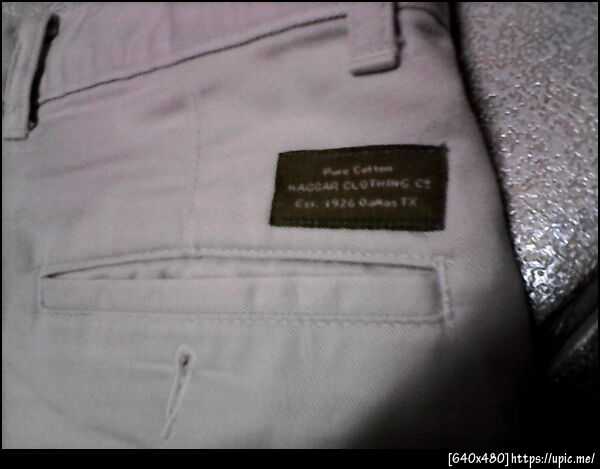 Pure Cotton
HAGGAR CLOTHING Co
Est. 1926 Dallas TX
[640x480]https://upic.me/